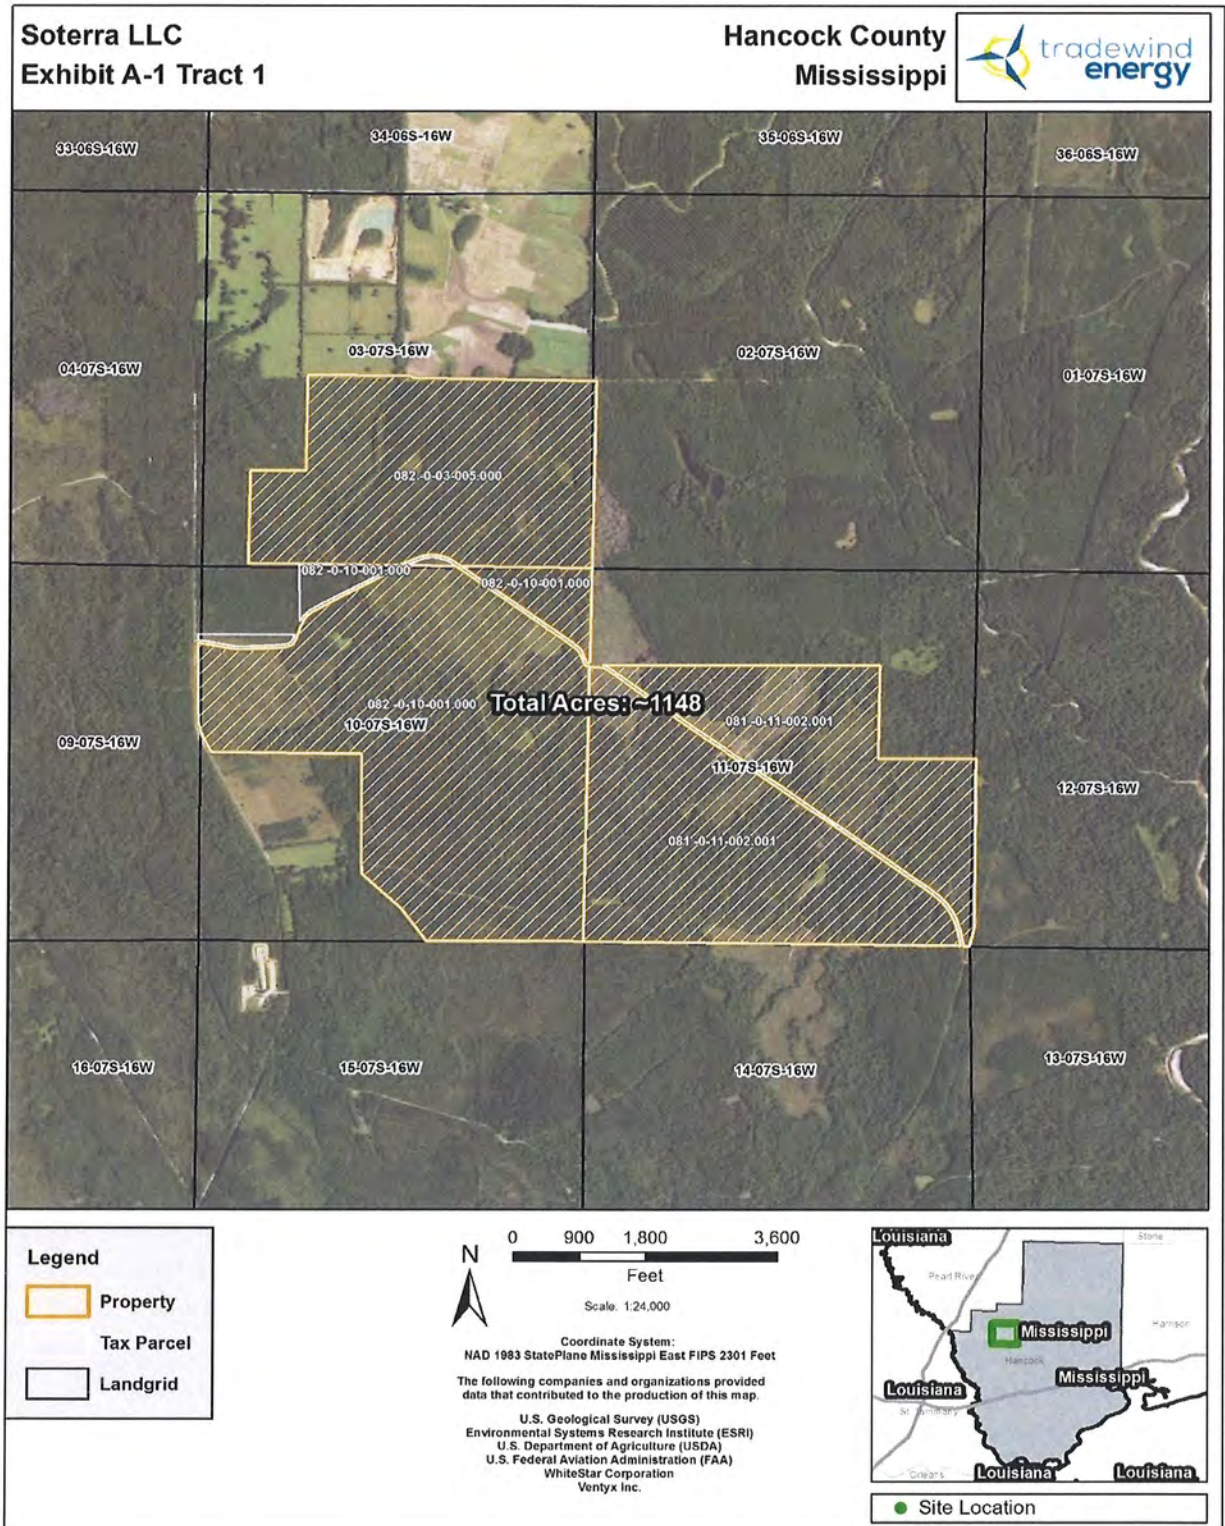 Soterra LLC
Exhibit A-1 Tract 1
Hancock County
Mississippi
tradewind
energy
33-06S-16W
34-06S-16W
35-06S-16W
36-06S-16W
04-07S-16W
03-07S-16W
02-07S-16W
01-07S-16W
082 -0-03-005.000
082 -0-10-001.000
082 -0-10-001.000
082 -0-10-001.000
Total Acres: ~1148
081 -0-11-002.001
10-07S-16W
09-07S-16W
11-07S-16W
12-07S-16W
081 -0-11-002.001
16-07S-16W
15-07S-16W
14-07S-16W
13-07S-16W
Legend
Property
Tax Parcel
Landgrid
N
0 900 1,800 3,600
Feet
Scale. 1:24,000
Coordinate System:
NAD 1983 StatePlane Mississippi East FIPS 2301 Feet
The following companies and organizations provided
data that contributed to the production of this map.
U.S. Geological Survey (USGS)
Environmental Systems Research Institute (ESRI)
U.S. Department of Agriculture (USDA)
U.S. Federal Aviation Administration (FAA)
WhiteStar Corporation
Ventyx Inc.
Louisiana
Stone
Pearl River
Mississippi
Harrison
Hancock
Mississippi
Louisiana
St. Tammany
Orleans
Louisiana
Louisiana
Site Location